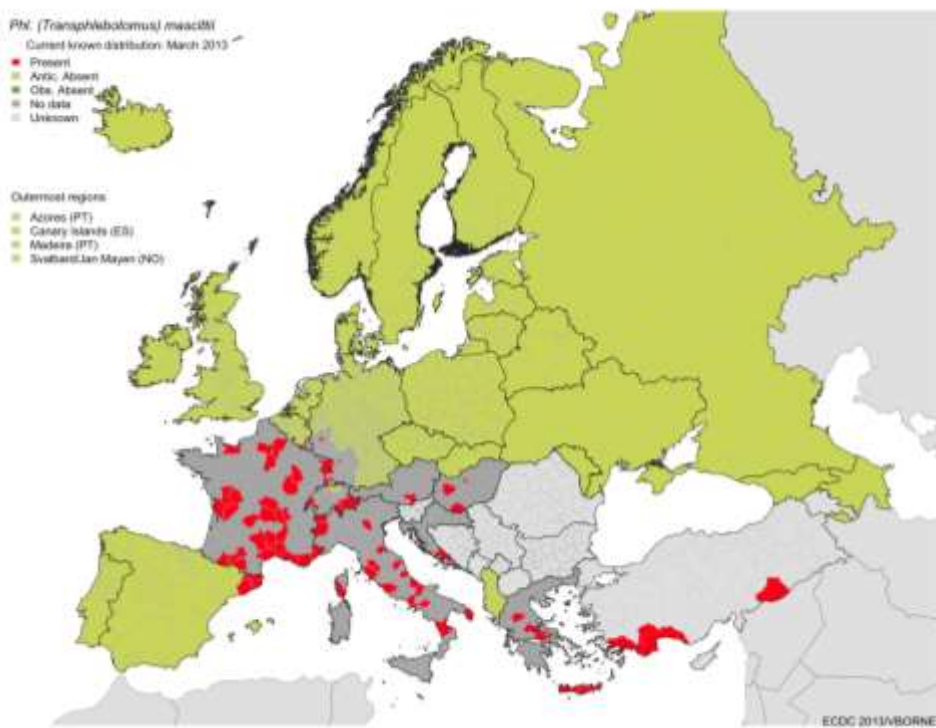 Phl. (Transphlebotomus) mascittii
Current known distribution: March 2013
Present
Antic. Absent
Obs. Absent
No data
Unknown
Outermost regions
Azores (PT)
Canary Islands (ES)
Madeira (PT)
Svalbard/Jan Mayen (NO)
ECDC 2013/VBORNET